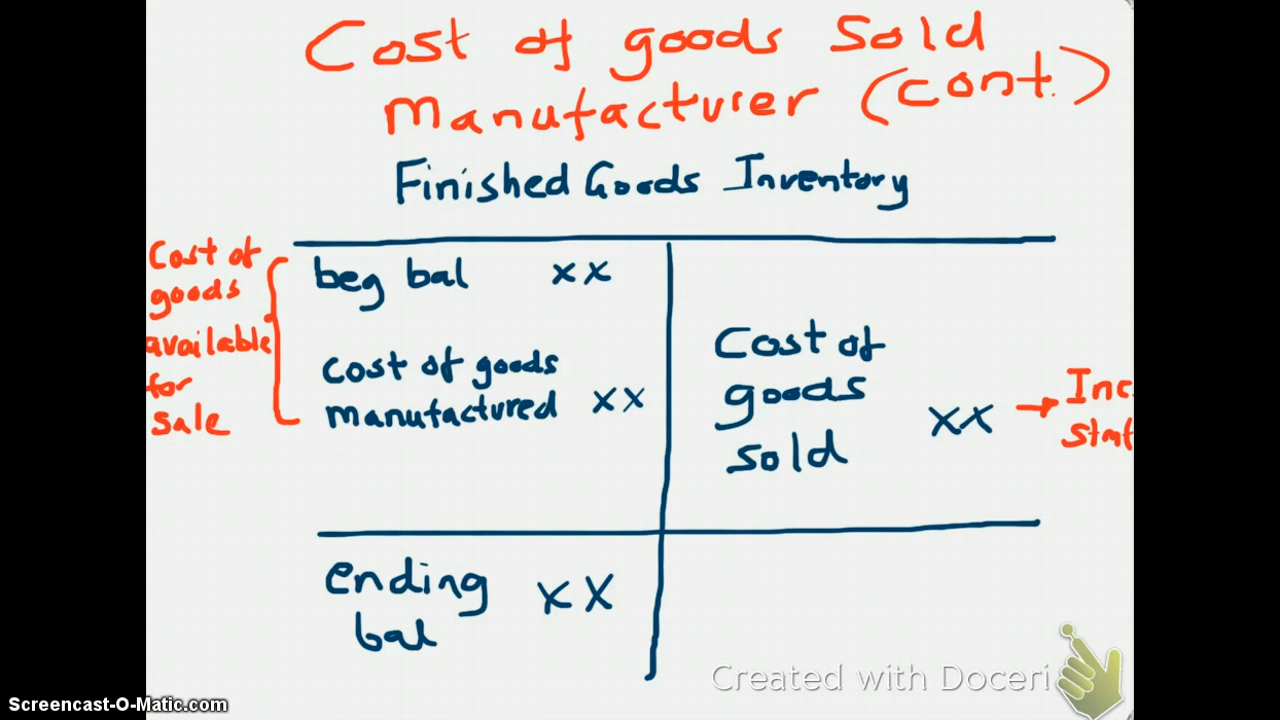 Cost of goods sold
manufacturer (cont.)
Finished Goods Inventory
Cost of
goods
available
for
sale
beg bal xx
cost of goods
manufactured xx
Cost of
goods
sold xx
Inc
stmt
ending
bal xx
Created with Doceri
Screencast-O-Matic.com